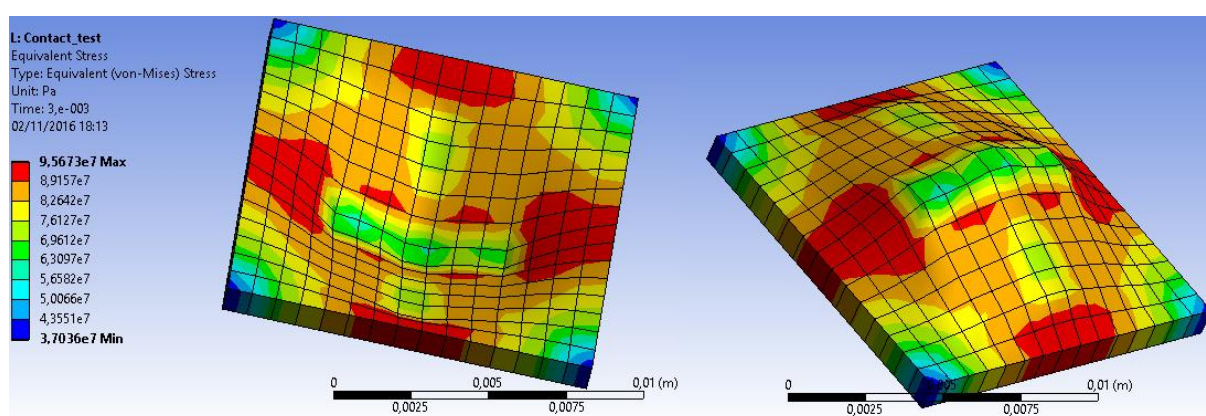 L: Contact_test
Equivalent Stress
Type: Equivalent (von-Mises) Stress
Unit: Pa
Time: 3,e-003
02/11/2016 18:13
9,5673e7 Max
8,9157e7
8,2642e7
7,6127e7
6,9612e7
6,3097e7
5,6582e7
5,0066e7
4,3551e7
3,7036e7 Min
0 0,005 0,01 (m)
0,0025 0,0075
0 0,005 0,01 (m)
0,0025 0,0075